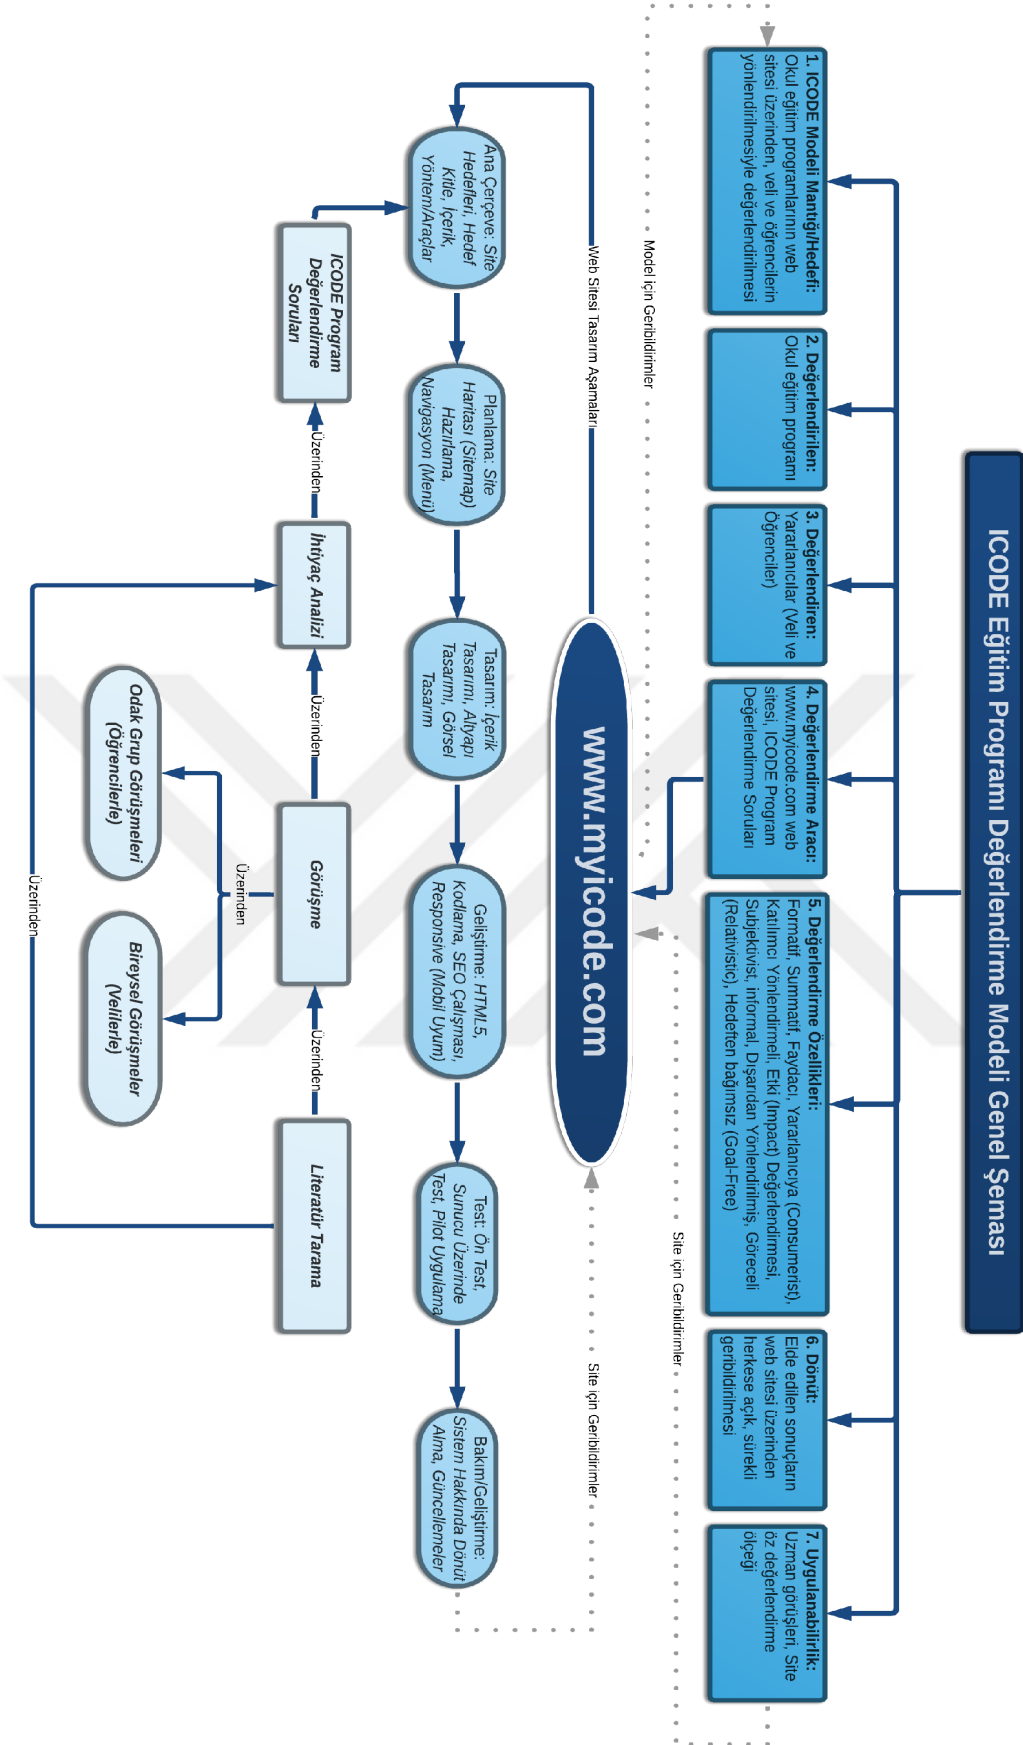 ICODE Eğitim Programı Değerlendirme Modeli Genel Şeması
1. ICODE Modeli Mantığı/Hedefi:
Okul eğitim programlarının web
sitesi üzerinden, veli ve öğrencilerin
yönlendirilmesiyle değerlendirilmesi
2. Değerlendirilen:
Okul eğitim programı
3. Değerlendiren:
Yararlanıcılar (Veli ve
Öğrenciler)
4. Değerlendirme Aracı:
www.myicode.com web
sitesi, ICODE Program
Değerlendirme Soruları
5. Değerlendirme Özellikleri:
Formatif, Summatif, Faydacı, Yararlanıcıya (Consumerist),
Katılımcı Yönlendirmeli, Etki (Impact) Değerlendirmesi,
Subjektivist, informal, Dışarıdan Yönlendirilmiş, Göreceli
(Relativistic), Hedeften bağımsız (Goal-Free)
6. Dönüt:
Elde edilen sonuçların
web sitesi üzerinden
herkese açık, sürekli
geribildirilmesi
7. Uygulanabilirlik:
Uzman görüşleri, Site
öz değerlendirme
ölçeği
Model için Geribildirimler
Site için Geribildirimler
Web Sitesi Tasarım Aşamaları
www.myicode.com
Site için Geribildirimler
Ana Çerçeve: Site
Hedefleri, Hedef
Kitle, İçerik,
Yöntem/Araçlar
Planlama: Site
Haritası (Sitemap)
Hazırlama,
Navigasyon (Menü)
Tasarım: İçerik
Tasarımı, Altyapı
Tasarımı, Görsel
Tasarım
Geliştirme: HTML5,
Kodlama, SEO Çalışması,
Responsive (Mobil Uyum)
Test: Ön Test,
Sunucu Üzerinde
Test, Pilot Uygulama
Bakım/Geliştirme:
Sistem Hakkında Dönüt
Alma, Güncellemeler
ICODE Program
Değerlendirme
Soruları
Üzerinden
İhtiyaç Analizi
Üzerinden
Görüşme
Üzerinden
Literatür Tarama
Üzerinden
Odak Grup Görüşmeleri
(Öğrencilerle)
Bireysel Görüşmeler
(Velilerle)
Üzerinden